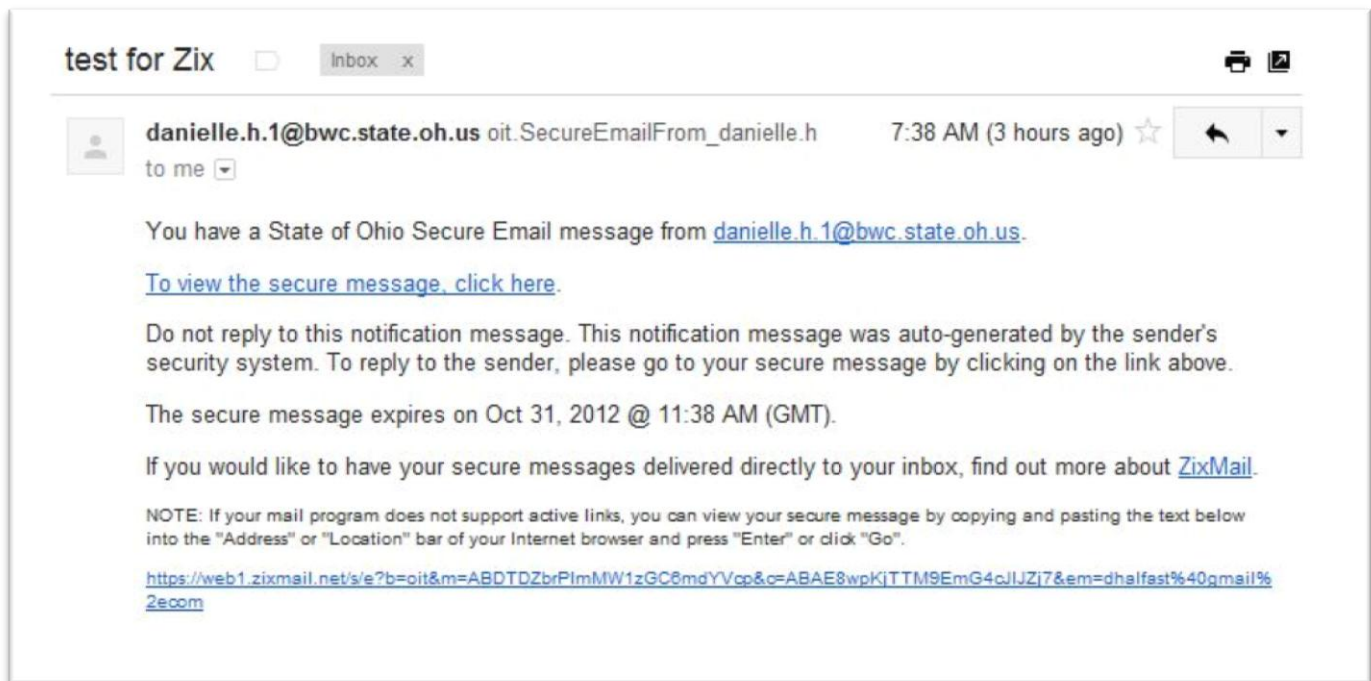 test for Zix Inbox x
danielle.h.1@bwc.state.oh.us oit.SecureEmailFrom_danielle.h 7:38 AM (3 hours ago)
to me
You have a State of Ohio Secure Email message from danielle.h.1@bwc.state.oh.us.
To view the secure message, click here.
Do not reply to this notification message. This notification message was auto-generated by the sender's
security system. To reply to the sender, please go to your secure message by clicking on the link above.
The secure message expires on Oct 31, 2012 @ 11:38 AM (GMT).
If you would like to have your secure messages delivered directly to your inbox, find out more about ZixMail.
NOTE: If your mail program does not support active links, you can view your secure message by copying and pasting the text below
into the "Address" or "Location" bar of your Internet browser and press "Enter" or click "Go".
https://web1.zixmail.net/s/e?b=oit&m=ABDTDZbrPImMW1zGC6mdYVcp&c=ABAE8wpKjTTM9EmG4cJIJZj7&em=dhalfast%40gmail%
2ecom